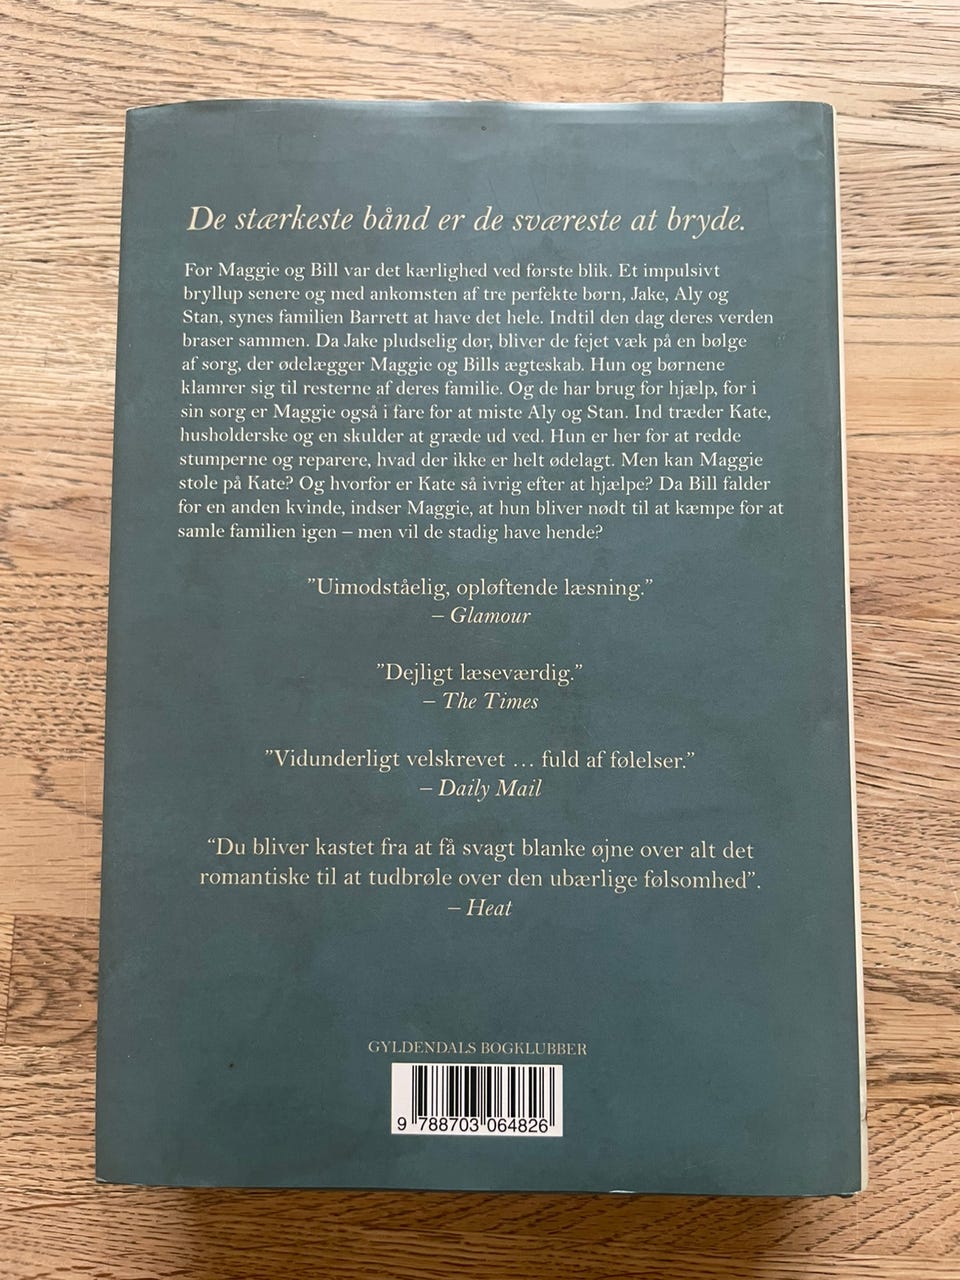 De stærkeste bånd er de sværeste at bryde.
For Maggie og Bill var det kærlighed ved første blik. Et impulsivt
bryllup senere og med ankomsten af tre perfekte børn, Jake, Aly og
Stan, synes familien Barrett at have det hele. Indtil den dag deres verden
braser sammen. Da Jake pludselig dør, bliver de fejet væk på en bølge
af sorg, der ødelægger Maggie og Bills ægteskab. Hun og børnene
klamrer sig til resterne af deres familie. Og de har brug for hjælp, for i
sin sorg er Maggie også i fare for at miste Aly og Stan. Ind træder Kate,
husholderske og en skulder at græde ud ved. Hun er her for at redde
stumperne og reparere, hvad der ikke er helt ødelagt. Men kan Maggie
stole på Kate? Og hvorfor er Kate så ivrig efter at hjælpe? Da Bill falder
for en anden kvinde, indser Maggie, at hun bliver nødt til at kæmpe for at
samle familien igen – men vil de stadig have hende?
”Uimodståelig, opløftende læsning.”
– Glamour
”Dejligt læseværdig.”
– The Times
”Vidunderligt velskrevet … fuld af følelser.”
– Daily Mail
“Du bliver kastet fra at få svagt blanke øjne over alt det
romantiske til at tudbrøle over den ubærlige følsomhed”.
– Heat
GYLDENDALS BOGKLUBBER
9 788703 064826